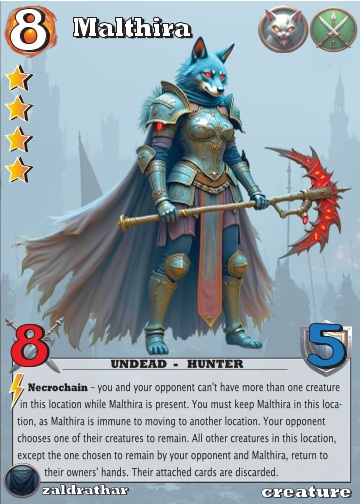 8 Malthira
8 5
UNDEAD - HUNTER
Necrochain - you and your opponent can't have more than one creature
in this location while Malthira is present. You must keep Malthira in this loca-
tion, as Malthira is immune to moving to another location. Your opponent
chooses one of their creatures to remain. All other creatures in this location,
except the one chosen to remain by your opponent and Malthira, return to
their owners' hands. Their attached cards are discarded.
zaldrathar creature